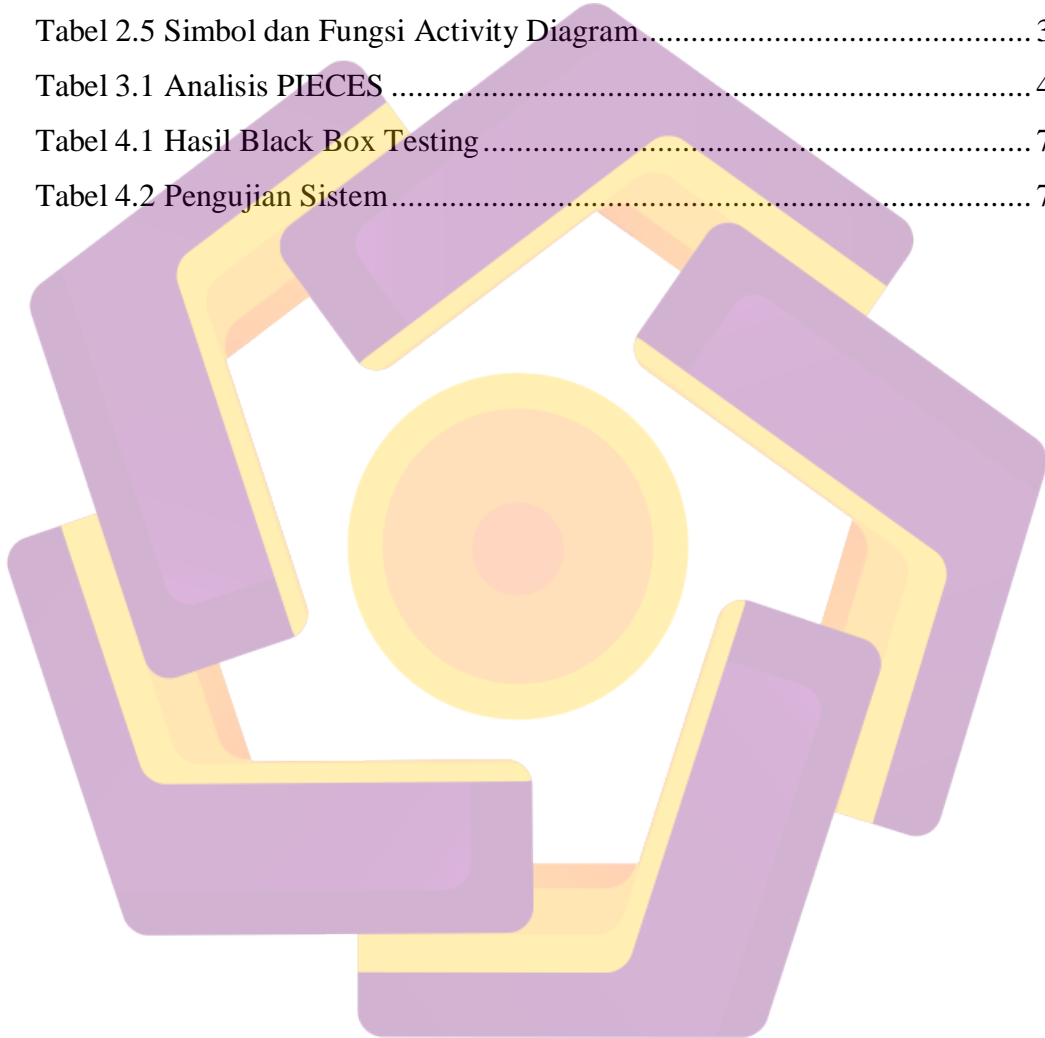 Tabel 2.5 Simbol dan Fungsi Activity Diagram................................................ 3
Tabel 3.1 Analisis PIECES ................................................................................ 4
Tabel 4.1 Hasil Black Box Testing..................................................................... 7
Tabel 4.2 Pengujian Sistem................................................................................ 7